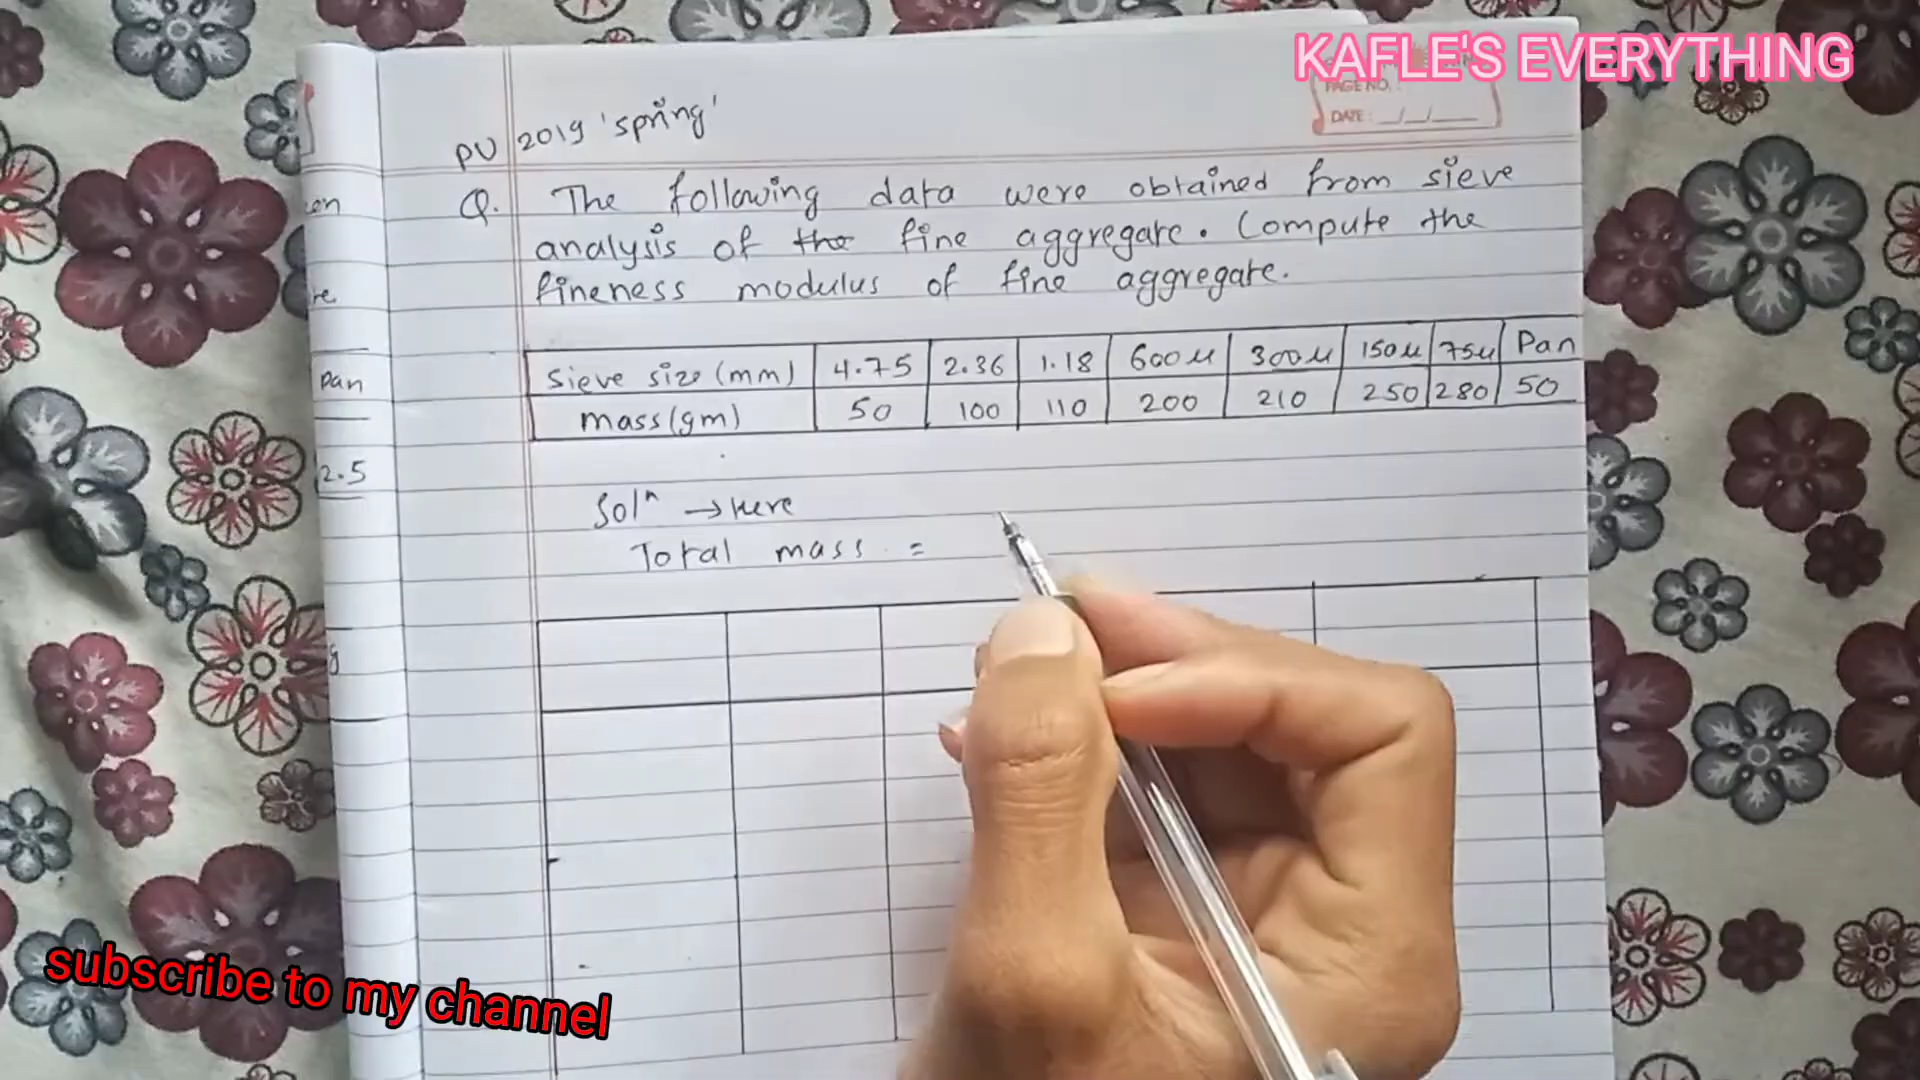 KAFLE'S EVERYTHING
PAGE NO. :
DATE: __/__/____
PU 2019 'spring'
Q. The following data were obtained from sieve
analysis of the fine aggregate. Compute the
fineness modulus of fine aggregate.
sieve size (mm) 4.75 2.36 1.18 600μ 300μ 150μ 75μ Pan
mass(gm) 50 100 110 200 210 250 280 50
Solⁿ → Here
Total mass =
Pan
2.5
subscribe to my channel